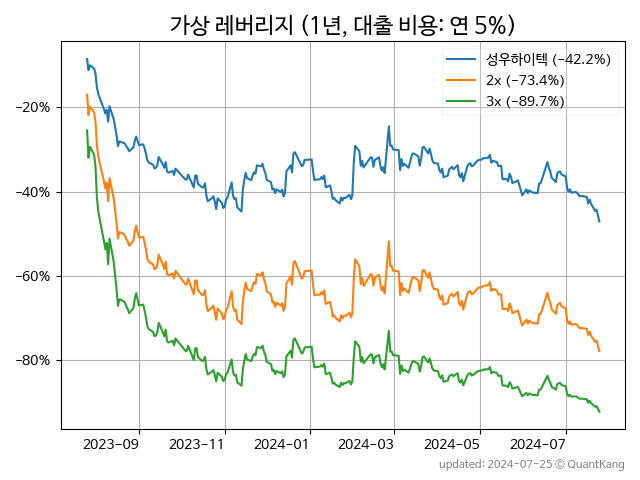 가상 레버리지 (1년, 대출 비용: 연 5%)
성우하이텍 (−42.2%)
2x (−73.4%)
3x (−89.7%)
−20%
−40%
−60%
−80%
2023−09 2023−11 2024−01 2024−03 2024−05 2024−07
updated: 2024-07-25 © QuantKang